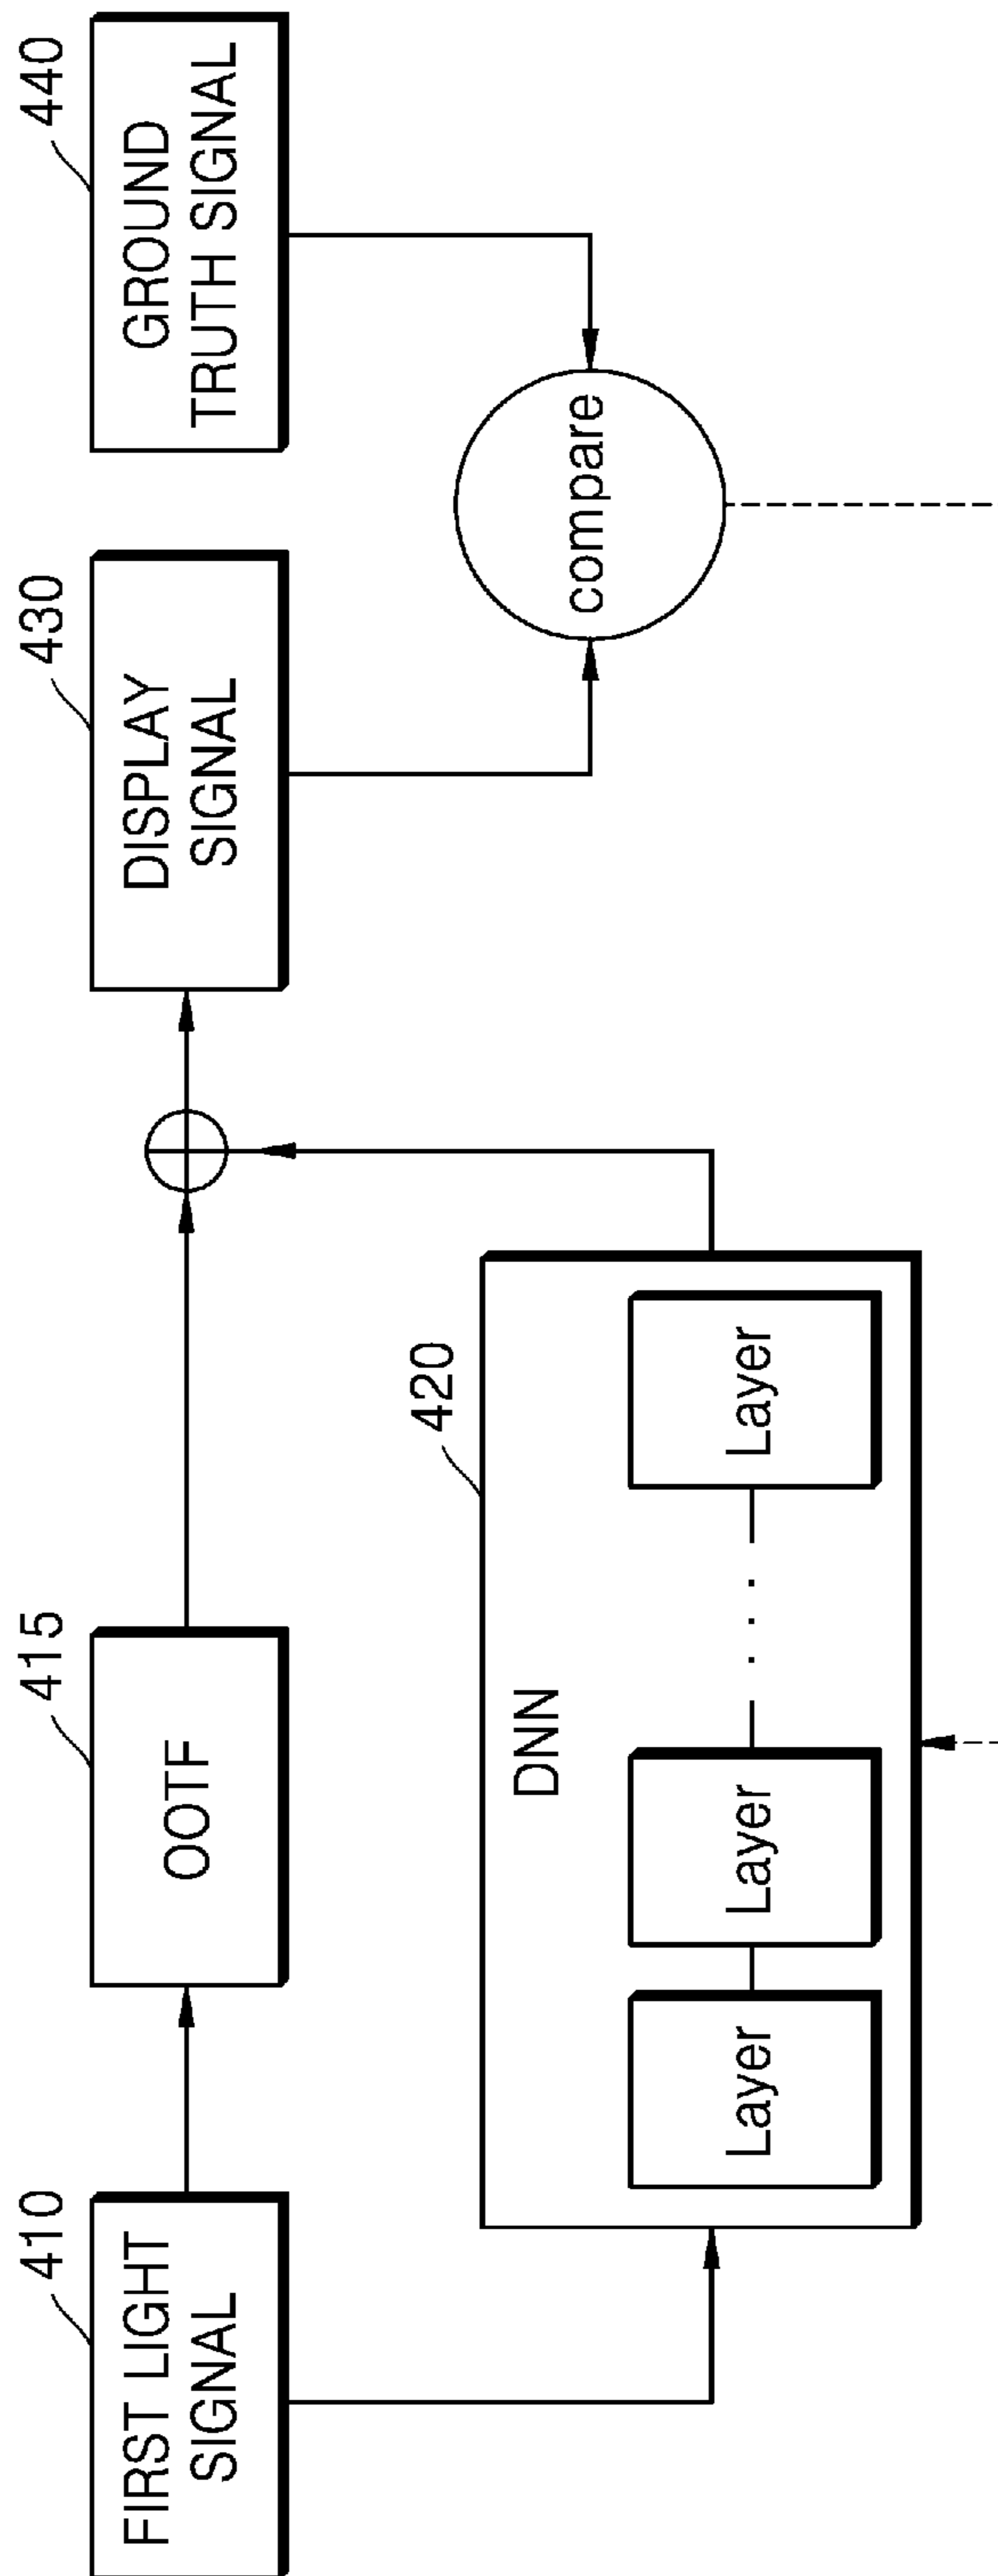 410
FIRST LIGHT
SIGNAL
415
OOTF
430
DISPLAY
SIGNAL
440
GROUND
TRUTH SIGNAL
420
DNN
Layer
Layer
Layer
compare